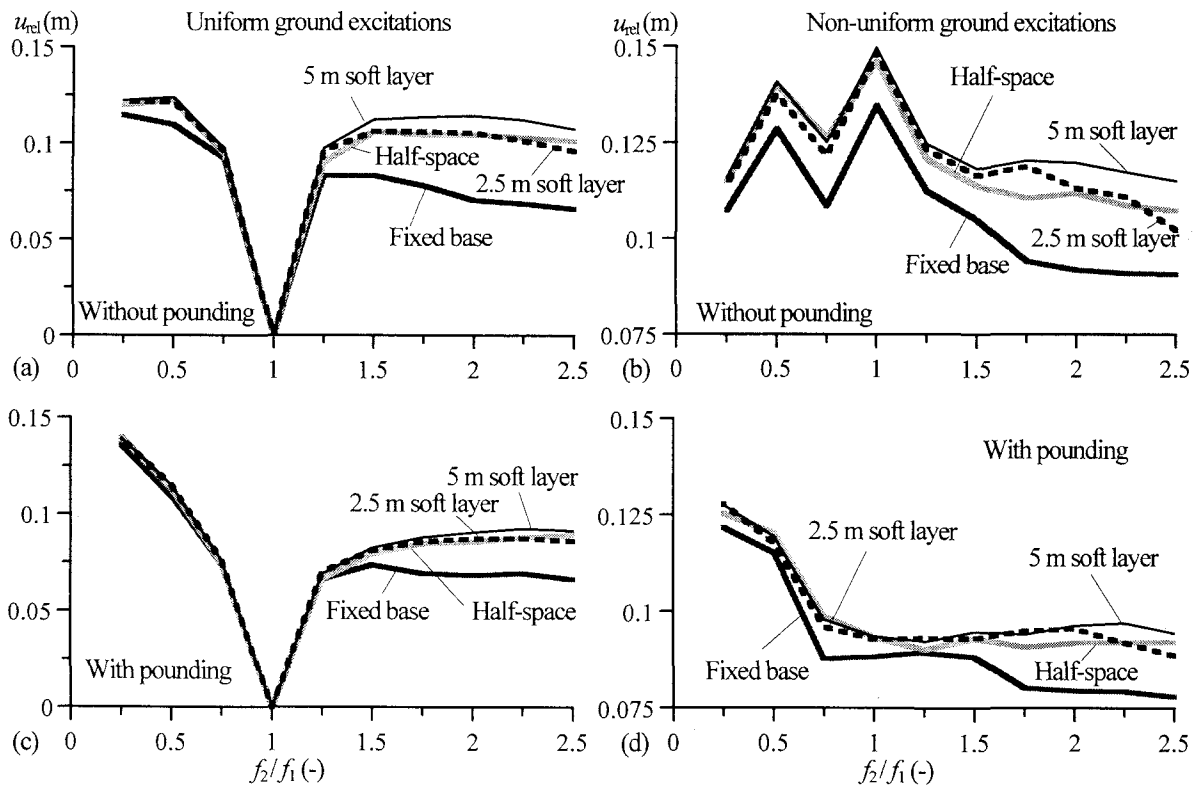 u_rel (m) Uniform ground excitations
0.15
0.1
0.05
0
5 m soft layer
Half-space
2.5 m soft layer
Fixed base
Without pounding
(a) 0 0.5 1 1.5 2 2.5
u_rel (m) Non-uniform ground excitations
0.15
0.125
0.1
0.075
Half-space
5 m soft layer
2.5 m soft layer
Fixed base
Without pounding
(b) 0 0.5 1 1.5 2 2.5
0.15
0.1
0.05
0
5 m soft layer
2.5 m soft layer
Fixed base
Half-space
With pounding
(c) 0 0.5 1 1.5 2 2.5
f2/f1 (-)
0.15
0.125
0.1
0.075
With pounding
2.5 m soft layer
5 m soft layer
Fixed base
Half-space
(d) 0 0.5 1 1.5 2 2.5
f2/f1 (-)